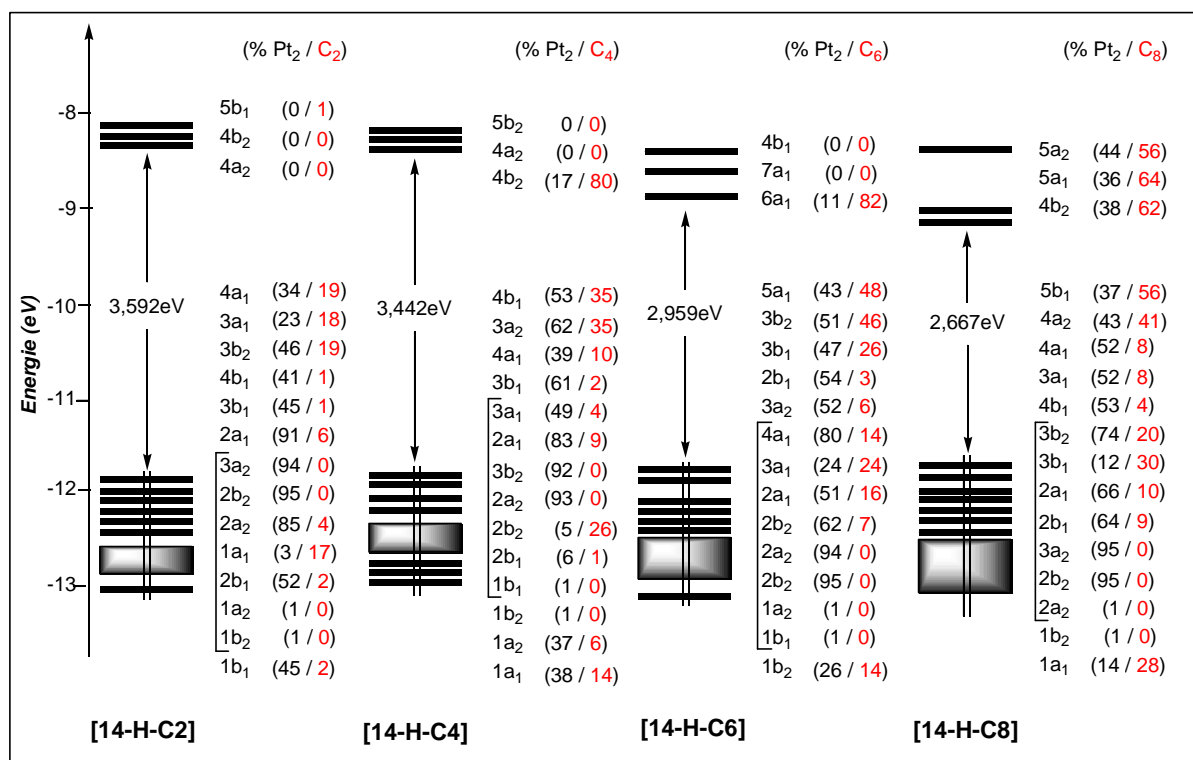 (% Pt2 / C2)
5b1 (0 / 1)
4b2 (0 / 0)
4a2 (0 / 0)
4a1 (34 / 19)
3a1 (23 / 18)
3b2 (46 / 19)
4b1 (41 / 1)
3b1 (45 / 1)
2a1 (91 / 6)
3a2 (94 / 0)
2b2 (95 / 0)
2a2 (85 / 4)
1a1 (3 / 17)
2b1 (52 / 2)
1a2 (1 / 0)
1b2 (1 / 0)
1b1 (45 / 2)
(% Pt2 / C4)
5b2 0 / 0)
4a2 (0 / 0)
4b2 (17 / 80)
4b1 (53 / 35)
3a2 (62 / 35)
4a1 (39 / 10)
3b1 (61 / 2)
3a1 (49 / 4)
2a1 (83 / 9)
3b2 (92 / 0)
2a2 (93 / 0)
2b2 (5 / 26)
2b1 (6 / 1)
1b1 (1 / 0)
1b2 (1 / 0)
1a2 (37 / 6)
1a1 (38 / 14)
(% Pt2 / C6)
4b1 (0 / 0)
7a1 (0 / 0)
6a1 (11 / 82)
5a1 (43 / 48)
3b2 (51 / 46)
3b1 (47 / 26)
2b1 (54 / 3)
3a2 (52 / 6)
4a1 (80 / 14)
3a1 (24 / 24)
2a1 (51 / 16)
2b2 (62 / 7)
2a2 (94 / 0)
2b2 (95 / 0)
1a2 (1 / 0)
1b1 (1 / 0)
1b2 (26 / 14)
(% Pt2 / C8)
5a2 (44 / 56)
5a1 (36 / 64)
4b2 (38 / 62)
5b1 (37 / 56)
4a2 (43 / 41)
4a1 (52 / 8)
3a1 (52 / 8)
4b1 (53 / 4)
3b2 (74 / 20)
3b1 (12 / 30)
2a1 (66 / 10)
2b1 (64 / 9)
3a2 (95 / 0)
2b2 (95 / 0)
2a2 (1 / 0)
1b2 (1 / 0)
1a1 (14 / 28)
-8
-9
-10
-11
-12
-13
Energie (eV)
3,592eV
3,442eV
2,959eV
2,667eV
[14-H-C2]
[14-H-C4]
[14-H-C6]
[14-H-C8]